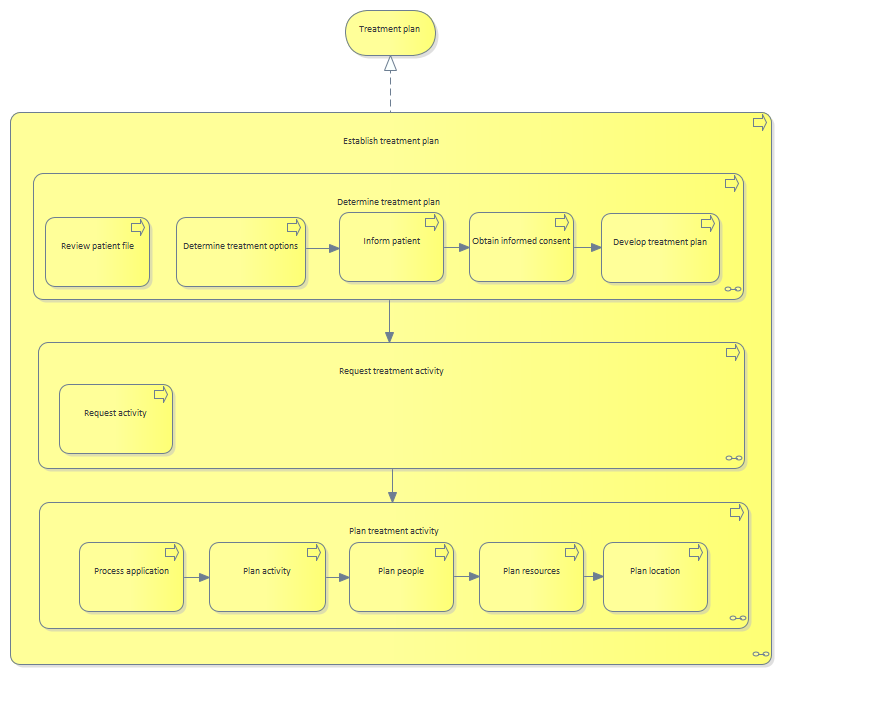 Treatment plan
Establish treatment plan
Determine treatment plan
Review patient file
Determine treatment options
Inform patient
Obtain informed consent
Develop treatment plan
Request treatment activity
Request activity
Plan treatment activity
Process application
Plan activity
Plan people
Plan resources
Plan location